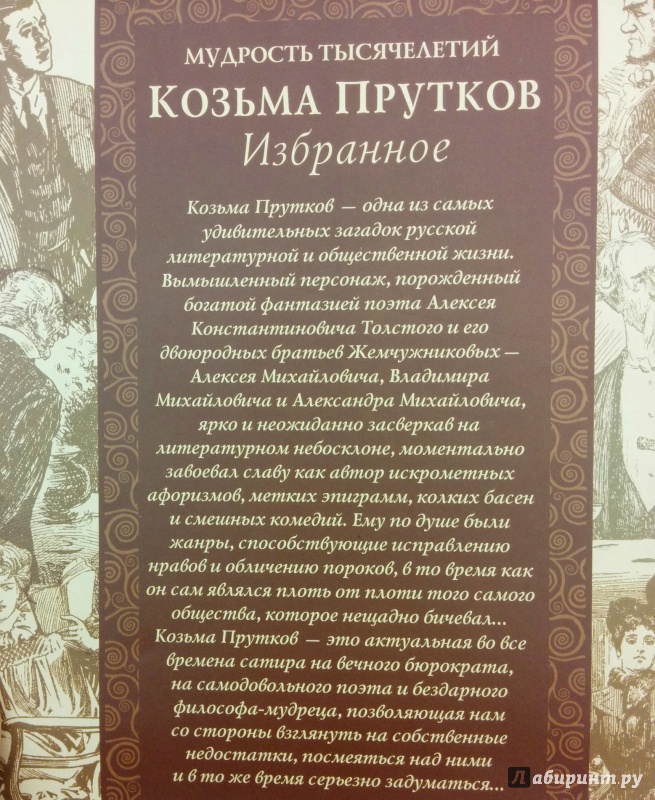 МУДРОСТЬ ТЫСЯЧЕЛЕТИЙ
КОЗЬМА ПРУТКОВ
Избранное
Козьма Прутков — одна из самых
удивительных загадок русской
литературной и общественной жизни.
Вымышленный персонаж, порожденный
богатой фантазией поэта Алексея
Константиновича Толстого и его
двоюродных братьев Жемчужниковых —
Алексея Михайловича, Владимира
Михайловича и Александра Михайловича,
ярко и неожиданно засверкав на
литературном небосклоне, моментально
завоевал славу как автор искрометных
афоризмов, метких эпиграмм, колких басен
и смешных комедий. Ему по душе были
жанры, способствующие исправлению
нравов и обличению пороков, в то время как
он сам являлся плоть от плоти того самого
общества, которое нещадно бичевал...
Козьма Прутков — это актуальная во все
времена сатира на вечного бюрократа,
на самодовольного поэта и бездарного
философа-мудреца, позволяющая нам
со стороны взглянуть на собственные
недостатки, посмеяться над ними
и в то же время серьезно задуматься...
Лабиринт.ру